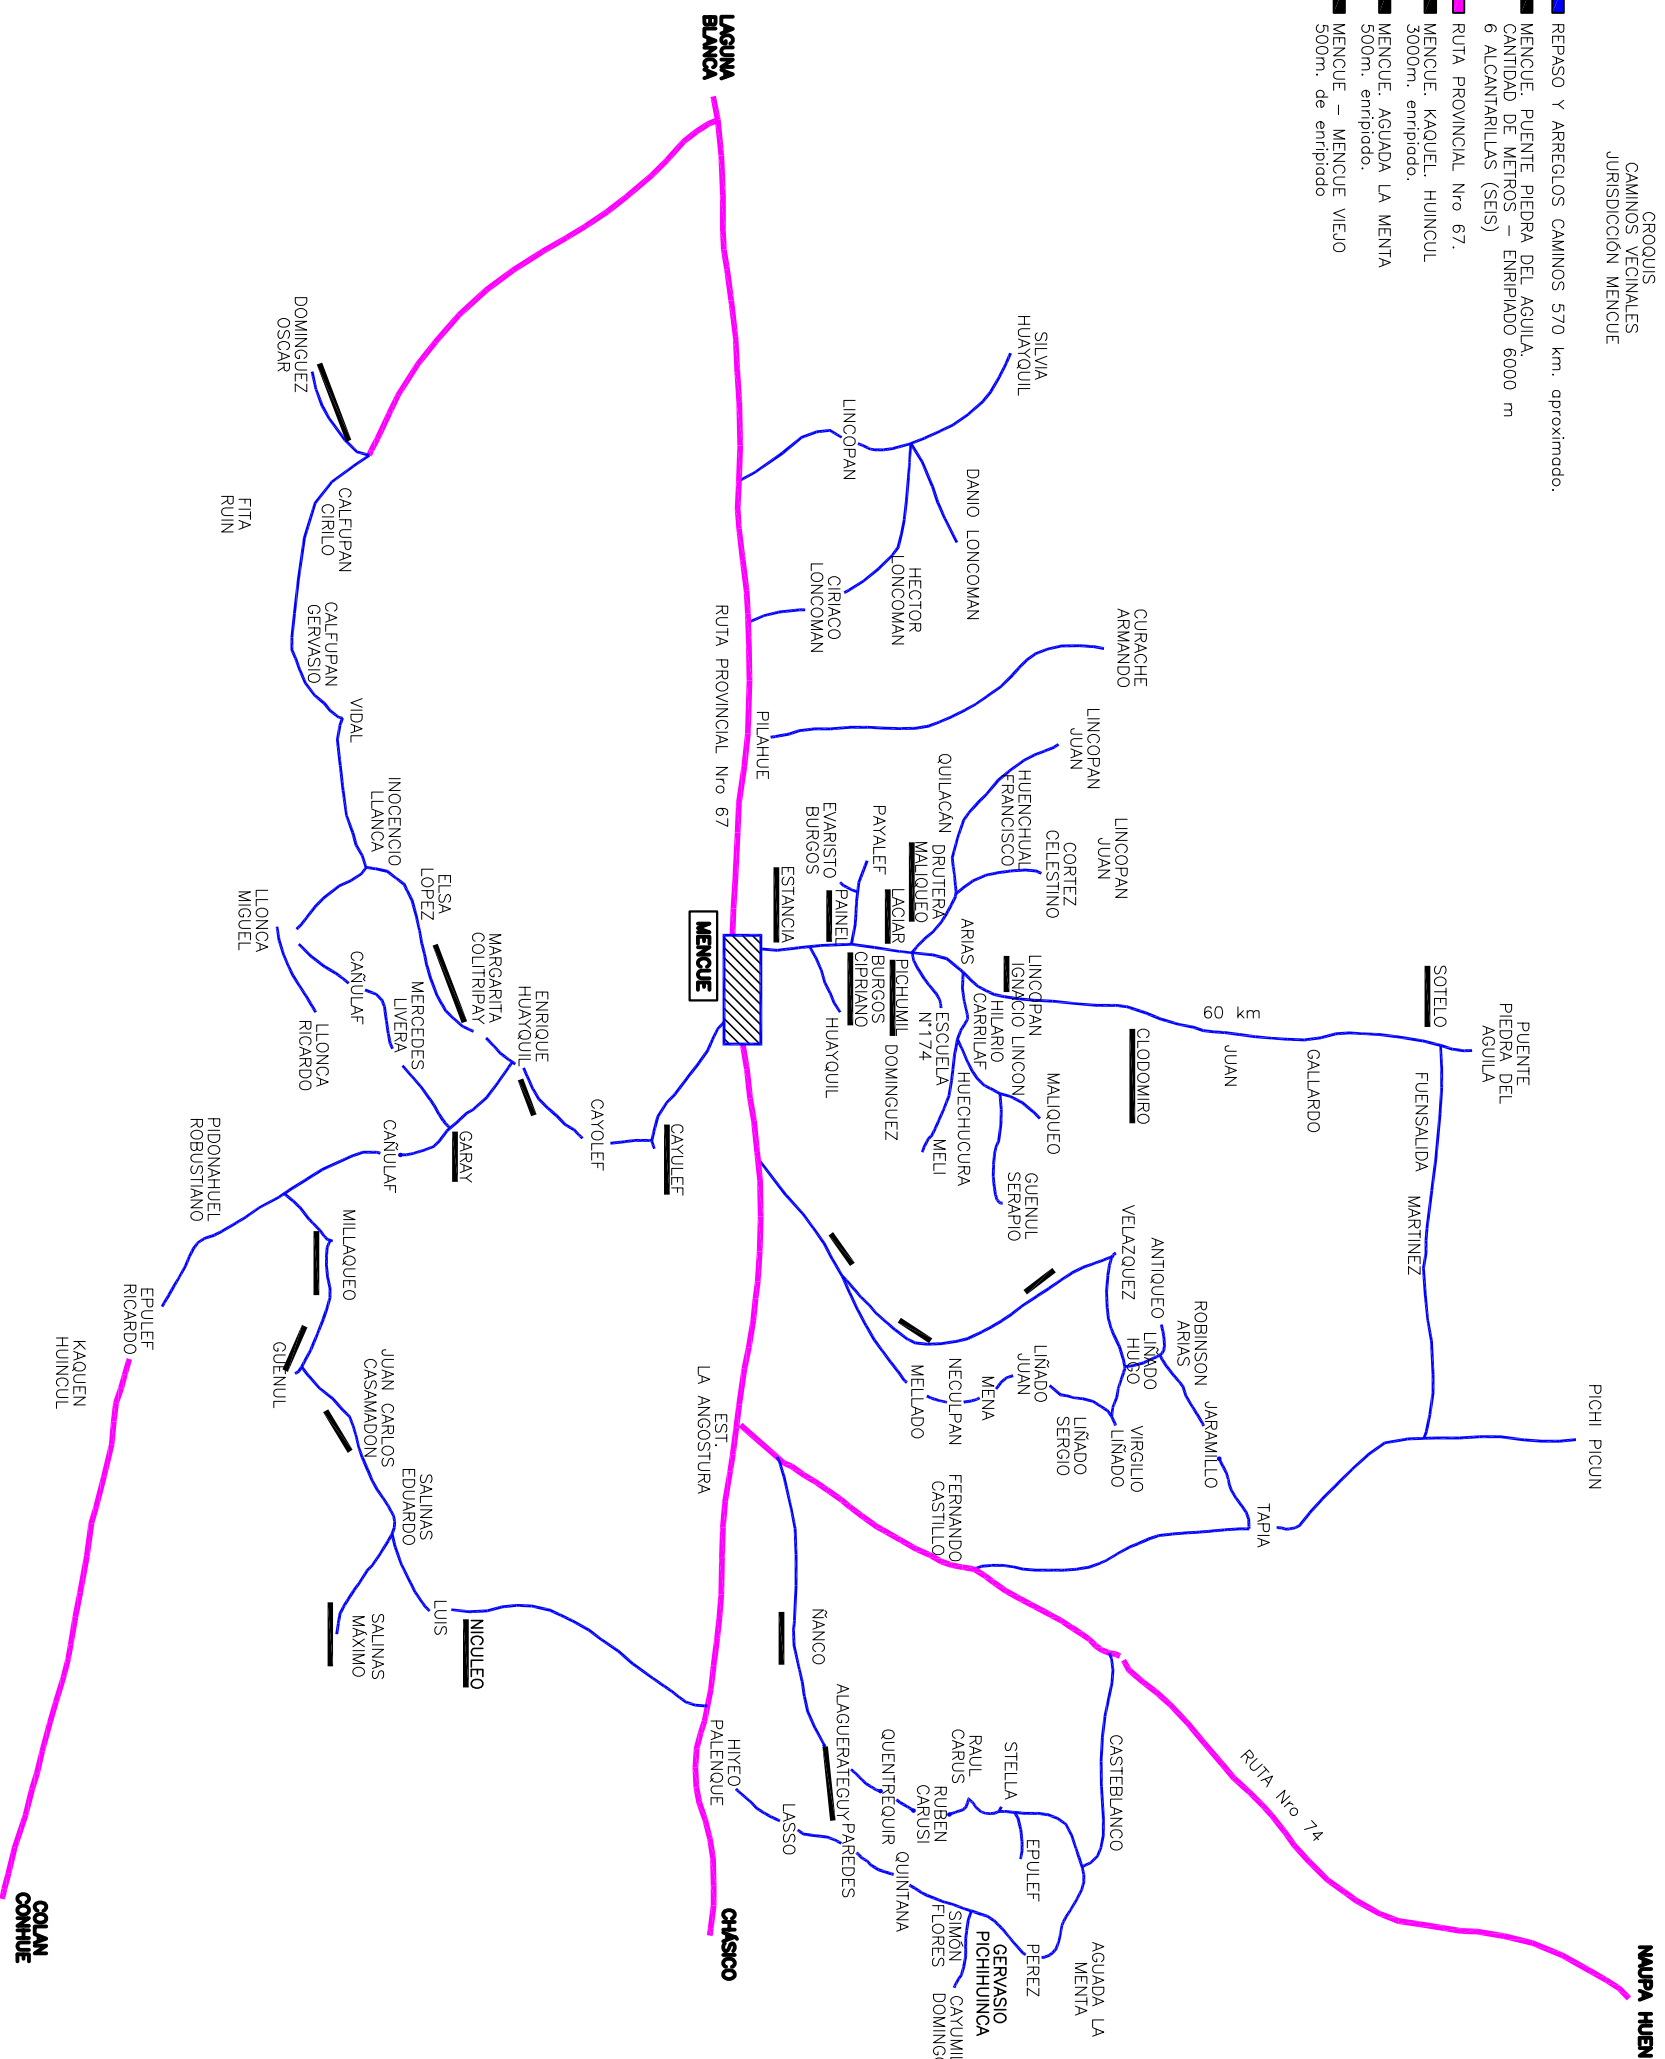 CROQUIS
CAMINOS VECINALES
JURISDICCIÓN MENCUE
REPASO Y ARREGLOS CAMINOS 570 km. aproximado.
MENCUE. PUENTE PIEDRA DEL AGUILA.
CANTIDAD DE METROS - ENRIPIADO 6000 m
6 ALCANTARILLAS (SEIS)
RUTA PROVINCIAL Nro 67.
MENCUE. KAQUEL. HUINCUL
3000m. enripiado.
MENCUE. AGUADA LA MENTA
500m. enripiado.
MENCUE - MENCUE VIEJO
500m. de enripiado
LAGUNA
BLANCA
SILVIA
HUAYQUIL
LINCOPAN
DANIO LONCOMAN
HECTOR
LONCOMAN
CIRIACO
LONCOMAN
CURACHE
ARMANDO
PILAHUE
RUTA PROVINCIAL Nro 67
LINCOPAN
JUAN
LINCOPAN
JUAN
CORTEZ
CELESTINO
HUENCHUAL
FRANCISCO
QUILACÁN
DRUTERA
MALIQUEO
PAYALEF
EVARISTO
BURGOS
LACIAR
PAINEL
ESTANCIA
MENCUE
ARIAS
LINCOPAN
IGNACIO LINCON
HILARIO
CARRILAF
PICHUMIL
BURGOS
CIPRIANO
ESCUELA
N°174
HUAYQUIL
DOMINGUEZ
HUECHUCURA
MELI
MALIQUEO
GUENUL
SERAPIO
60 km
CLODOMIRO
SOTELO
PUENTE
PIEDRA DEL
AGUILA
JUAN
GALLARDO
FUENSALIDA
MARTINEZ
PICHI PICUN
VELAZQUEZ
ANTIQUEO
ROBINSON
ARIAS
LIÑADO
HUGO
JARAMILLO
VIRGILIO
LIÑADO
LIÑADO
SERGIO
LIÑADO
JUAN
MENA
NECULPAN
MELLADO
TAPIA
FERNANDO
CASTILLO
EST.
LA ANGOSTURA
DOMINGUEZ
OSCAR
FITA
RUIN
CALFUPAN
CIRILO
CALFUPAN
GERVASIO
VIDAL
INOCENCIO
LLANCA
ELSA
LOPEZ
LLONCA
MIGUEL
LLONCA
RICARDO
CAÑULAF
MERCEDES
LIVERA
MARGARITA
COLITRIPAY
ENRIQUE
HUAYQUIL
CAYOLEF
CAYULEF
GARAY
CAÑULAF
PIDONAHUEL
ROBUSTIANO
MILLAQUEO
EPULEF
RICARDO
KAQUEN
HUINCUL
GUENUL
JUAN CARLOS
CASAMADON
SALINAS
EDUARDO
SALINAS
MÁXIMO
LUIS
NICULEO
ÑANCO
ALAGUERATEGUY
HIYEO
PALENQUE
LASSO
PAREDES
QUENTREQUIR
QUINTANA
RUBEN
CARUSI
RAUL
CARUS
STELLA
EPULEF
CASTEBLANCO
RUTA Nro 74
AGUADA LA
MENTA
PEREZ
GERVASIO
PICHIHUINCA
SIMÓN
FLORES
CHÁSICO
COLAN
CONHUE
NAUPA HUEN